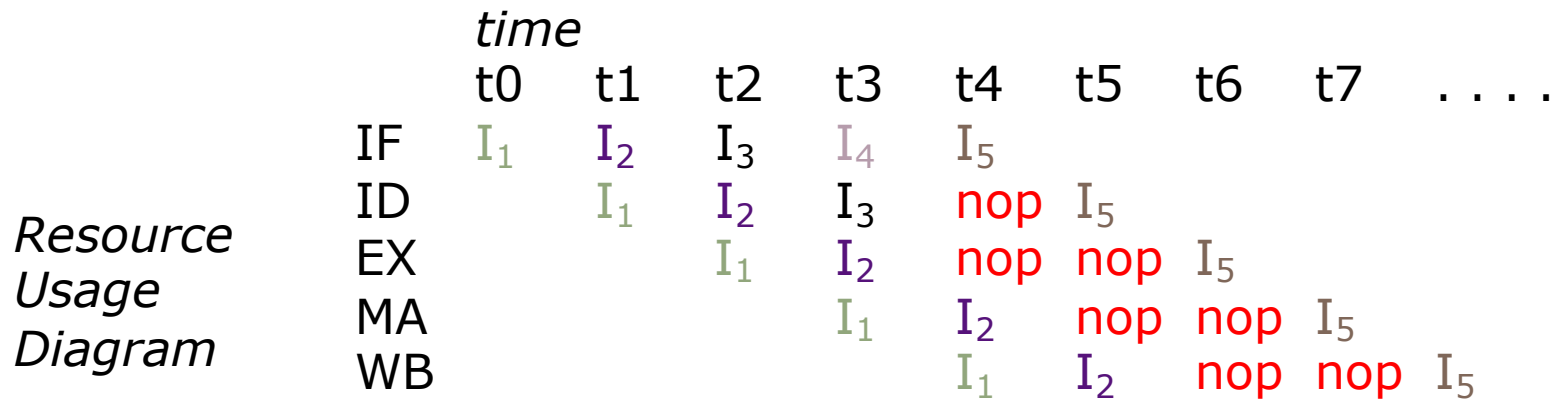 time
t0 t1 t2 t3 t4 t5 t6 t7 . . . .
IF I₁ I₂ I₃ I₄ I₅
ID I₁ I₂ I₃ nop I₅
EX I₁ I₂ nop nop I₅
MA I₁ I₂ nop nop I₅
WB I₁ I₂ nop nop I₅
Resource
Usage
Diagram